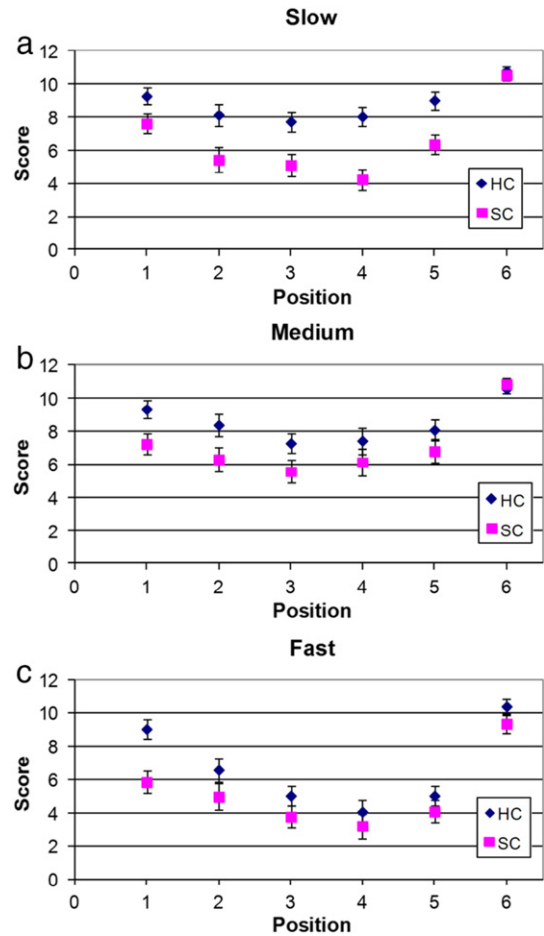 Slow
a
12
10
8
6
4
2
0
Score
HC
SC
0 1 2 3 4 5 6
Position
Medium
b
12
10
8
6
4
2
0
Score
HC
SC
0 1 2 3 4 5 6
Position
Fast
c
12
10
8
6
4
2
0
Score
HC
SC
0 1 2 3 4 5 6
Position